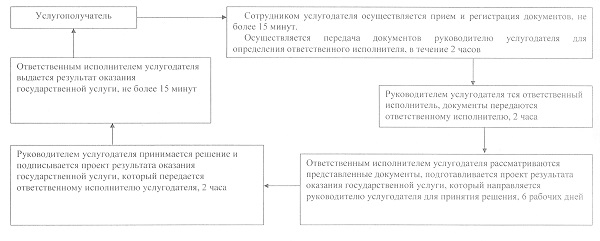 Услугополучатель
Сотрудником услугодателя осуществляется прием и регистрация документов, не
более 15 минут.
Осуществляется передача документов руководителю услугодателя для
определения ответственного исполнителя, в течение 2 часов
Руководителем услугодателя тся ответственный
исполнитель, документы передаются
ответственному исполнителю, 2 часа
Ответственным исполнителем услугодателя рассматриваются
представленные документы, подготавливается проект результата
оказания государственной услуги, который направляется
руководителю услугодателя для принятия решения, 6 рабочих дней
Руководителем услугодателя принимается решение и
подписывается проект результата оказания
государственной услуги, который передается
ответственному исполнителю услугодателя, 2 часа
Ответственным исполнителем услугодателя
выдается результат оказания
государственной услуги, не более 15 минут